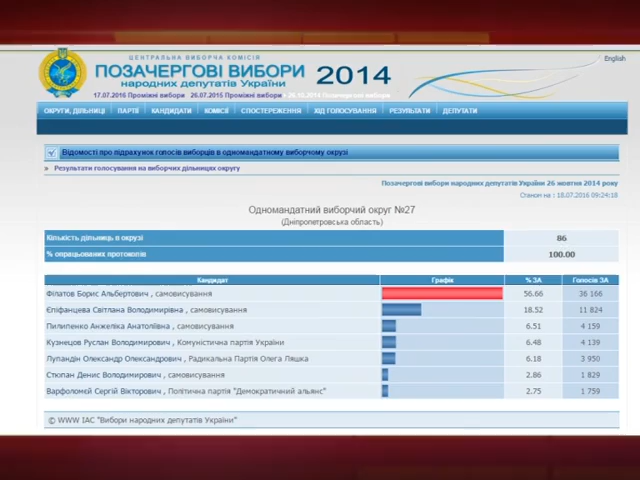 ЦЕНТРАЛЬНА ВИБОРЧА КОМІСІЯ
English
ПОЗАЧЕРГОВІ ВИБОРИ 2014
народних депутатів України
17.07.2016 Проміжні вибори 26.07.2015 Проміжні вибори • 26.10.2014 Позачергові вибори
ОКРУГИ, ДІЛЬНИЦІ ПАРТІЇ КАНДИДАТИ КОМІСІЇ СПОСТЕРЕЖЕННЯ ХІД ГОЛОСУВАННЯ РЕЗУЛЬТАТИ ДЕПУТАТИ
Відомості про підрахунок голосів виборців в одномандатному виборчому окрузі
» Результати голосування на виборчих дільницях округу
Позачергові вибори народних депутатів України 26 жовтня 2014 року
Станом на : 18.07.2016 09:24:18
Одномандатний виборчий округ №27
(Дніпропетровська область)
Кількість дільниць в окрузі 86
% опрацьованих протоколів 100.00
Кандидат Графік % ЗА Голосів ЗА
Філатов Борис Альбертович , самовисування 56.66 36 166
Єпіфанцева Світлана Володимирівна , самовисування 18.52 11 824
Пилипенко Анжеліка Анатоліївна , самовисування 6.51 4 159
Кузнецов Руслан Володимирович , Комуністична партія України 6.48 4 139
Лупандін Олександр Олександрович , Радикальна Партія Олега Ляшка 6.18 3 950
Стюпан Денис Володимирович , самовисування 2.86 1 829
Варфоломєй Сергій Вікторович , Політична партія "Демократичний альянс" 2.75 1 759
© WWW ІАС "Вибори народних депутатів України"